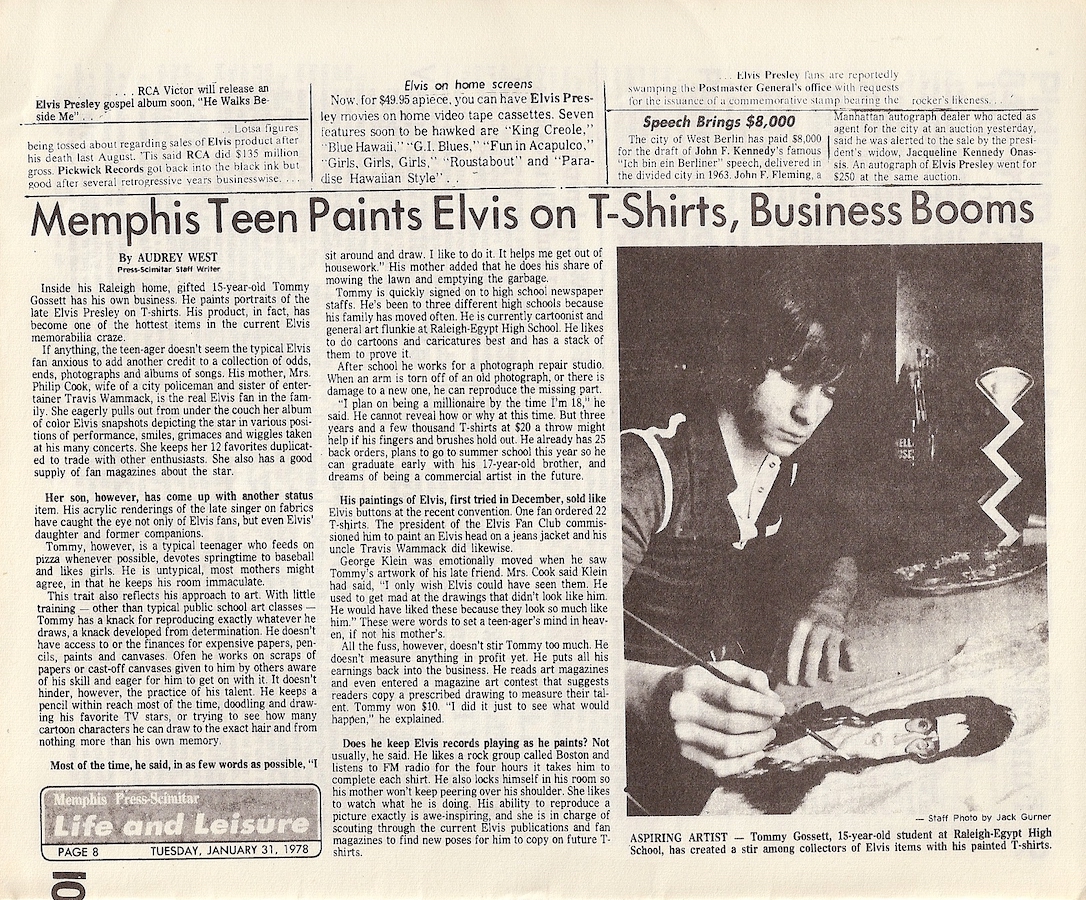 . . . RCA Victor will release an
Elvis Presley gospel album soon, "He Walks Be-
side Me" . . .
. . . Lotsa figures
being tossed about regarding sales of Elvis product after
his death last August. 'Tis said RCA did $135 million
gross. Pickwick Records got back into the black ink but
good after several retrogressive years businesswise. . . .
Elvis on home screens
Now, for $49.95 apiece, you can have Elvis Pres-
ley movies on home video tape cassettes. Seven
features soon to be hawked are "King Creole,"
"Blue Hawaii," "G.I. Blues," "Fun in Acapulco,"
"Girls, Girls, Girls," "Roustabout" and "Para-
dise Hawaiian Style" . . .
. . . Elvis Presley fans are reportedly
swamping the Postmaster General's office with requests
for the issuance of a commemorative stamp bearing the rocker's likeness. . .
Speech Brings $8,000
The city of West Berlin has paid $8,000
for the draft of John F. Kennedy's famous
"Ich bin ein Berliner" speech, delivered in
the divided city in 1963. John F. Fleming, a
Manhattan autograph dealer who acted as
agent for the city at an auction yesterday,
said he was alerted to the sale by the presi-
dent's widow, Jacqueline Kennedy Onas-
sis. An autograph of Elvis Presley went for
$250 at the same auction.
Memphis Teen Paints Elvis on T-Shirts, Business Booms
By AUDREY WEST
Press-Scimitar Staff Writer
Inside his Raleigh home, gifted 15-year-old Tommy
Gossett has his own business. He paints portraits of the
late Elvis Presley on T-shirts. His product, in fact, has
become one of the hottest items in the current Elvis
memorabilia craze.
If anything, the teen-ager doesn't seem the typical Elvis
fan anxious to add another credit to a collection of odds,
ends, photographs and albums of songs. His mother, Mrs.
Philip Cook, wife of a city policeman and sister of enter-
tainer Travis Wammack, is the real Elvis fan in the fam-
ily. She eagerly pulls out from under the couch her album
of color Elvis snapshots depicting the star in various posi-
tions of performance, smiles, grimaces and wiggles taken
at his many concerts. She keeps her 12 favorites duplicat-
ed to trade with other enthusiasts. She also has a good
supply of fan magazines about the star.
Her son, however, has come up with another status
item. His acrylic renderings of the late singer on fabrics
have caught the eye not only of Elvis fans, but even Elvis'
daughter and former companions.
Tommy, however, is a typical teenager who feeds on
pizza whenever possible, devotes springtime to baseball
and likes girls. He is untypical, most mothers might
agree, in that he keeps his room immaculate.
This trait also reflects his approach to art. With little
training — other than typical public school art classes —
Tommy has a knack for reproducing exactly whatever he
draws, a knack developed from determination. He doesn't
have access to or the finances for expensive papers, pen-
cils, paints and canvases. Ofen he works on scraps of
papers or cast-off canvases given to him by others aware
of his skill and eager for him to get on with it. It doesn't
hinder, however, the practice of his talent. He keeps a
pencil within reach most of the time, doodling and draw-
ing his favorite TV stars, or trying to see how many
cartoon characters he can draw to the exact hair and from
nothing more than his own memory.
Most of the time, he said, in as few words as possible, "I
sit around and draw. I like to do it. It helps me get out of
housework." His mother added that he does his share of
mowing the lawn and emptying the garbage.
Tommy is quickly signed on to high school newspaper
staffs. He's been to three different high schools because
his family has moved often. He is currently cartoonist and
general art flunkie at Raleigh-Egypt High School. He likes
to do cartoons and caricatures best and has a stack of
them to prove it.
After school he works for a photograph repair studio.
When an arm is torn off of an old photograph, or there is
damage to a new one, he can reproduce the missing part.
"I plan on being a millionaire by the time I'm 18," he
said. He cannot reveal how or why at this time. But three
years and a few thousand T-shirts at $20 a throw might
help if his fingers and brushes hold out. He already has 25
back orders, plans to go to summer school this year so he
can graduate early with his 17-year-old brother, and
dreams of being a commercial artist in the future.
His paintings of Elvis, first tried in December, sold like
Elvis buttons at the recent convention. One fan ordered 22
T-shirts. The president of the Elvis Fan Club commis-
sioned him to paint an Elvis head on a jeans jacket and his
uncle Travis Wammack did likewise.
George Klein was emotionally moved when he saw
Tommy's artwork of his late friend. Mrs. Cook said Klein
had said, "I only wish Elvis could have seen them. He
used to get mad at the drawings that didn't look like him.
He would have liked these because they look so much like
him." These were words to set a teen-ager's mind in heav-
en, if not his mother's.
All the fuss, however, doesn't stir Tommy too much. He
doesn't measure anything in profit yet. He puts all his
earnings back into the business. He reads art magazines
and even entered a magazine art contest that suggests
readers copy a prescribed drawing to measure their tal-
ent. Tommy won $10. "I did it just to see what would
happen," he explained.
Does he keep Elvis records playing as he paints? Not
usually, he said. He likes a rock group called Boston and
listens to FM radio for the four hours it takes him to
complete each shirt. He also locks himself in his room so
his mother won't keep peering over his shoulder. She likes
to watch what he is doing. His ability to reproduce a
picture exactly is awe-inspiring, and she is in charge of
scouting through the current Elvis publications and fan
magazines to find new poses for him to copy on future T-
shirts.
— Staff Photo by Jack Gurner
ASPIRING ARTIST — Tommy Gossett, 15-year-old student at Raleigh-Egypt High
School, has created a stir among collectors of Elvis items with his painted T-shirts.
Memphis Press-Scimitar
Life and Leisure
PAGE 8 TUESDAY, JANUARY 31, 1978
10